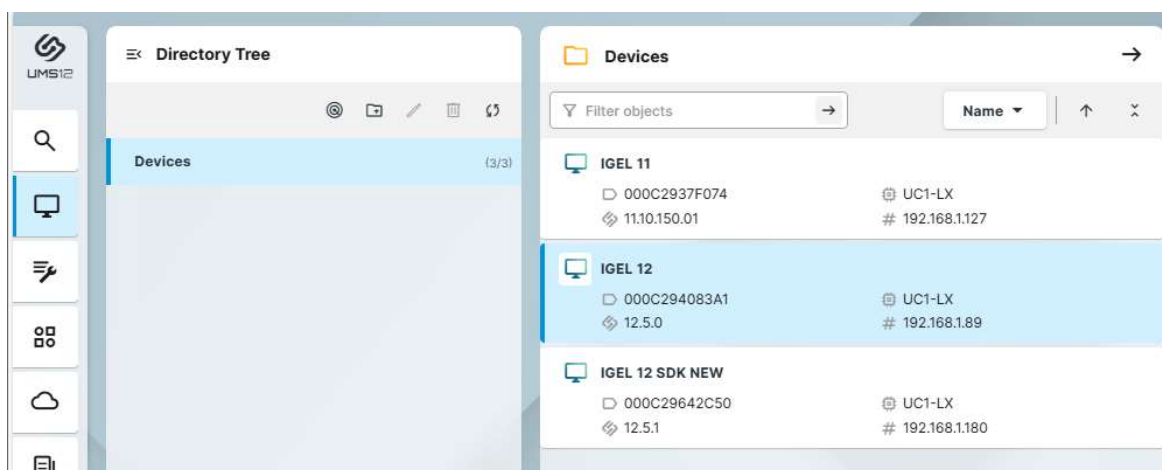 UMS12
Directory Tree
Devices (3/3)
Devices
Filter objects
Name
IGEL 11
000C2937F074 UC1-LX
11.10.150.01 192.168.1.127
IGEL 12
000C294083A1 UC1-LX
12.5.0 192.168.1.89
IGEL 12 SDK NEW
000C29642C50 UC1-LX
12.5.1 192.168.1.180